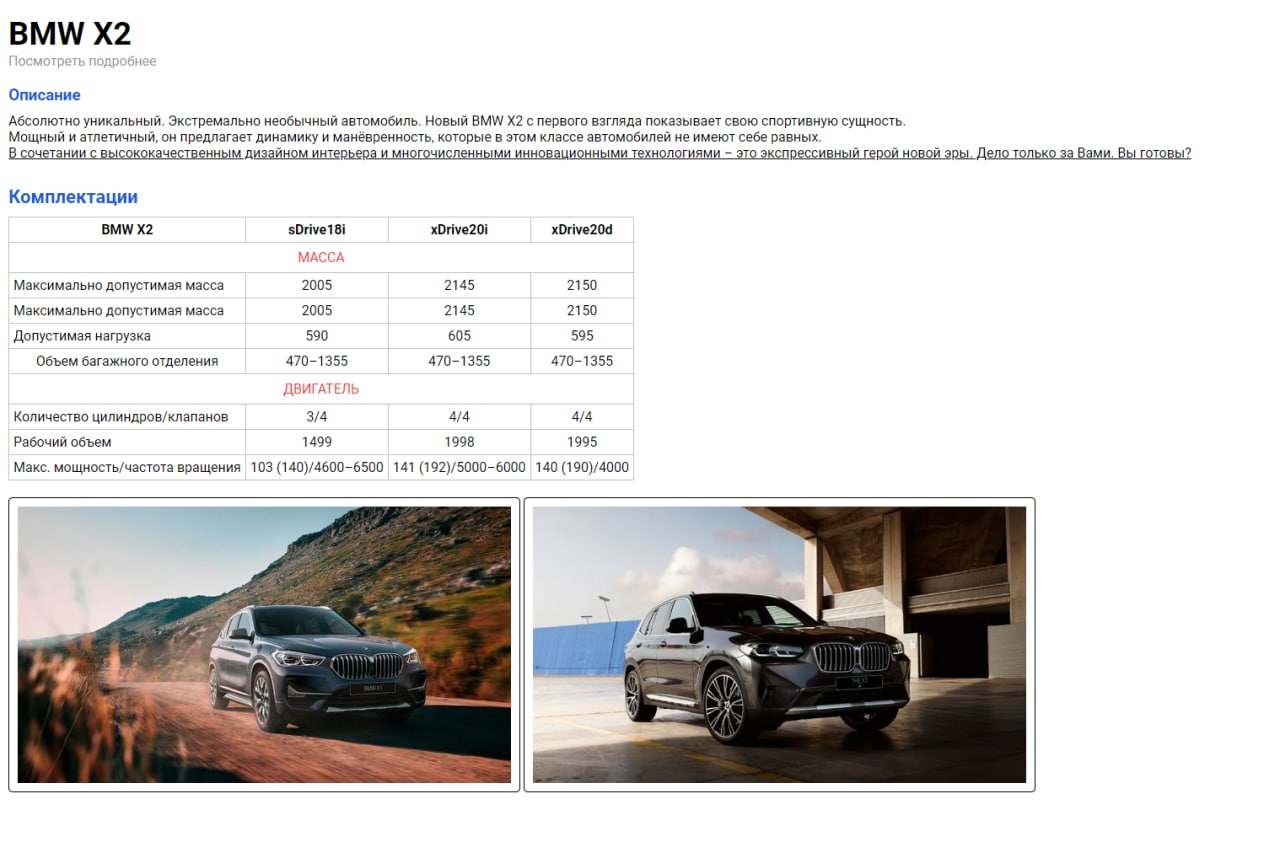 BMW X2
Посмотреть подробнее
Описание
Абсолютно уникальный. Экстремально необычный автомобиль. Новый BMW X2 с первого взгляда показывает свою спортивную сущность.
Мощный и атлетичный, он предлагает динамику и манёвренность, которые в этом классе автомобилей не имеют себе равных.
В сочетании с высококачественным дизайном интерьера и многочисленными инновационными технологиями – это экспрессивный герой новой эры. Дело только за Вами. Вы готовы?
Комплектации
BMW X2 sDrive18i xDrive20i xDrive20d
МАССА
Максимально допустимая масса 2005 2145 2150
Максимально допустимая масса 2005 2145 2150
Допустимая нагрузка 590 605 595
Объем багажного отделения 470–1355 470–1355 470–1355
ДВИГАТЕЛЬ
Количество цилиндров/клапанов 3/4 4/4 4/4
Рабочий объем 1499 1998 1995
Макс. мощность/частота вращения 103 (140)/4600–6500 141 (192)/5000–6000 140 (190)/4000